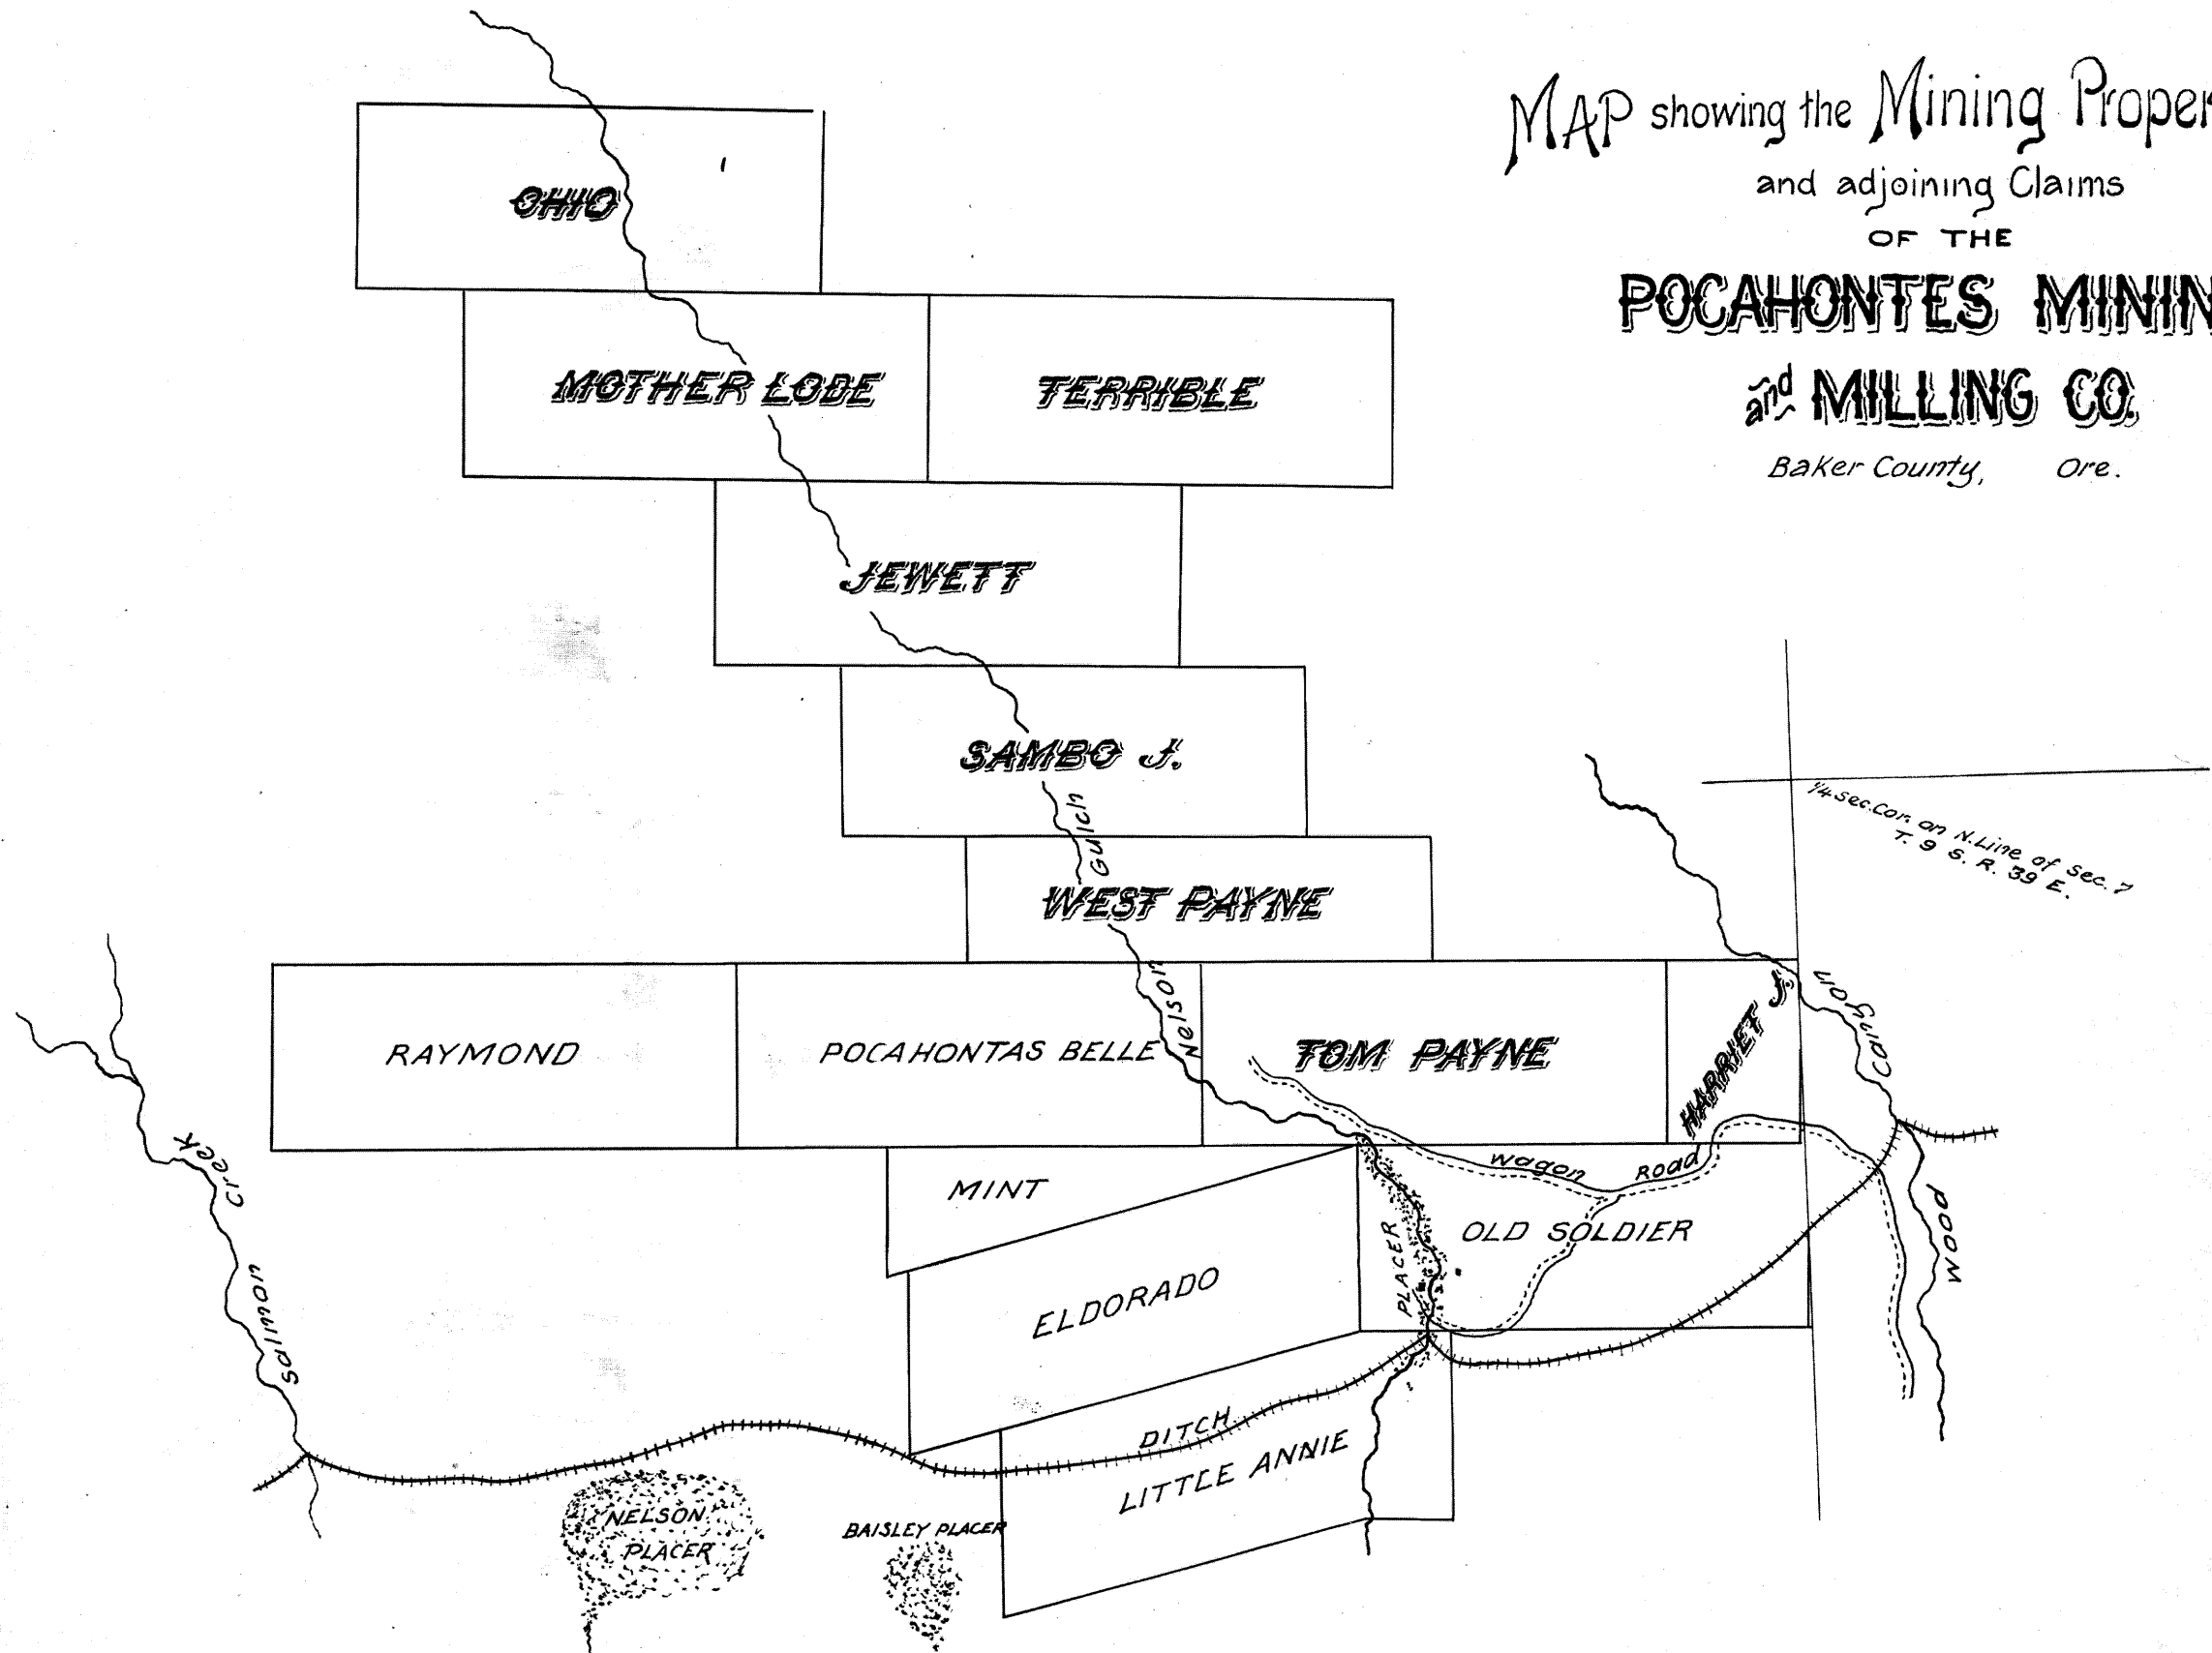 MAP showing the Mining Proper
and adjoining Claims
OF THE
POCAHONTES MININ
and MILLING CO.
Baker County, Ore.
OHIO
MOTHER LODE
TERRIBLE
JEWETT
SAMBO J.
Gulch
WEST PAYNE
1/4 Sec. Cor. on N. Line of Sec. 7
T. 9 S. R. 39 E.
RAYMOND
POCAHONTAS BELLE
Nelson
TOM PAYNE
HARRIET J.
Canyon
Creek
MINT
Wagon Road
PLACER
OLD SOLDIER
Wood
ELDORADO
Salmon
DITCH
LITTLE ANNIE
NELSON
PLACER
BAISLEY PLACER